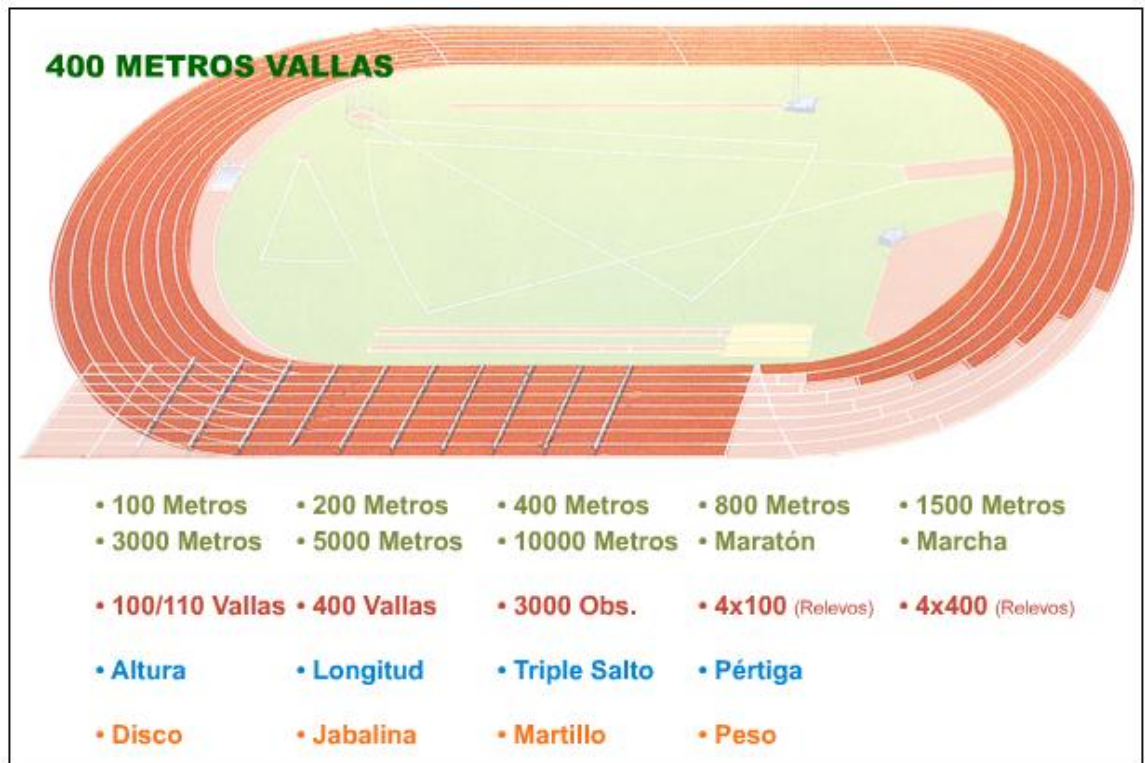 400 METROS VALLAS
• 100 Metros • 200 Metros • 400 Metros • 800 Metros • 1500 Metros
• 3000 Metros • 5000 Metros • 10000 Metros • Maratón • Marcha
• 100/110 Vallas • 400 Vallas • 3000 Obs. • 4x100 (Relevos) • 4x400 (Relevos)
• Altura • Longitud • Triple Salto • Pértiga
• Disco • Jabalina • Martillo • Peso